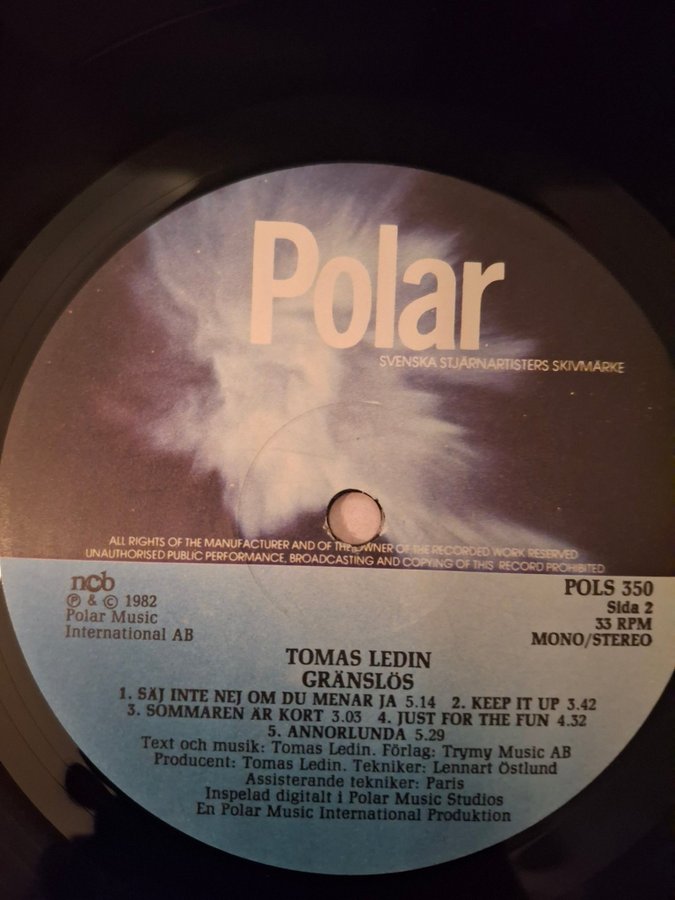 Polar
SVENSKA STJÄRNARTISTERS SKIVMÄRKE
ALL RIGHTS OF THE MANUFACTURER AND OF THE OWNER OF THE RECORDED WORK RESERVED
UNAUTHORISED PUBLIC PERFORMANCE, BROADCASTING AND COPYING OF THIS RECORD PROHIBITED
ncb
℗ & © 1982
Polar Music
International AB
POLS 350
Sida 2
33 RPM
MONO/STEREO
TOMAS LEDIN
GRÄNSLÖS
1. SÄJ INTE NEJ OM DU MENAR JA 5.14 2. KEEP IT UP 3.42
3. SOMMAREN ÄR KORT 3.03 4. JUST FOR THE FUN 4.32
5. ANNORLUNDA 5.29
Text och musik: Tomas Ledin. Förlag: Trymy Music AB
Producent: Tomas Ledin. Tekniker: Lennart Östlund
Assisterande tekniker: Paris
Inspelad digitalt i Polar Music Studios
En Polar Music International Produktion